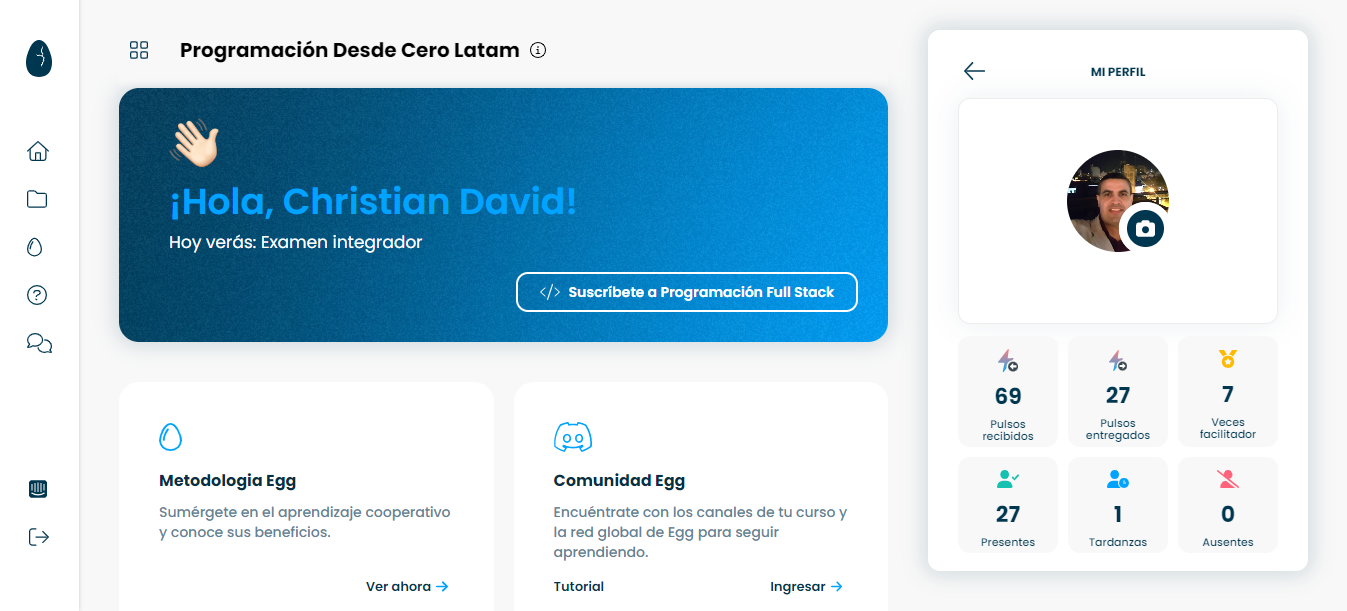 Programación Desde Cero Latam
¡Hola, Christian David!
Hoy verás: Examen integrador
</> Suscríbete a Programación Full Stack
Metodologia Egg
Sumérgete en el aprendizaje cooperativo
y conoce sus beneficios.
Ver ahora →
Comunidad Egg
Encuéntrate con los canales de tu curso y
la red global de Egg para seguir
aprendiendo.
Tutorial
Ingresar →
MI PERFIL
69
Pulsos
recibidos
27
Pulsos
entregados
7
Veces
facilitador
27
Presentes
1
Tardanzas
0
Ausentes